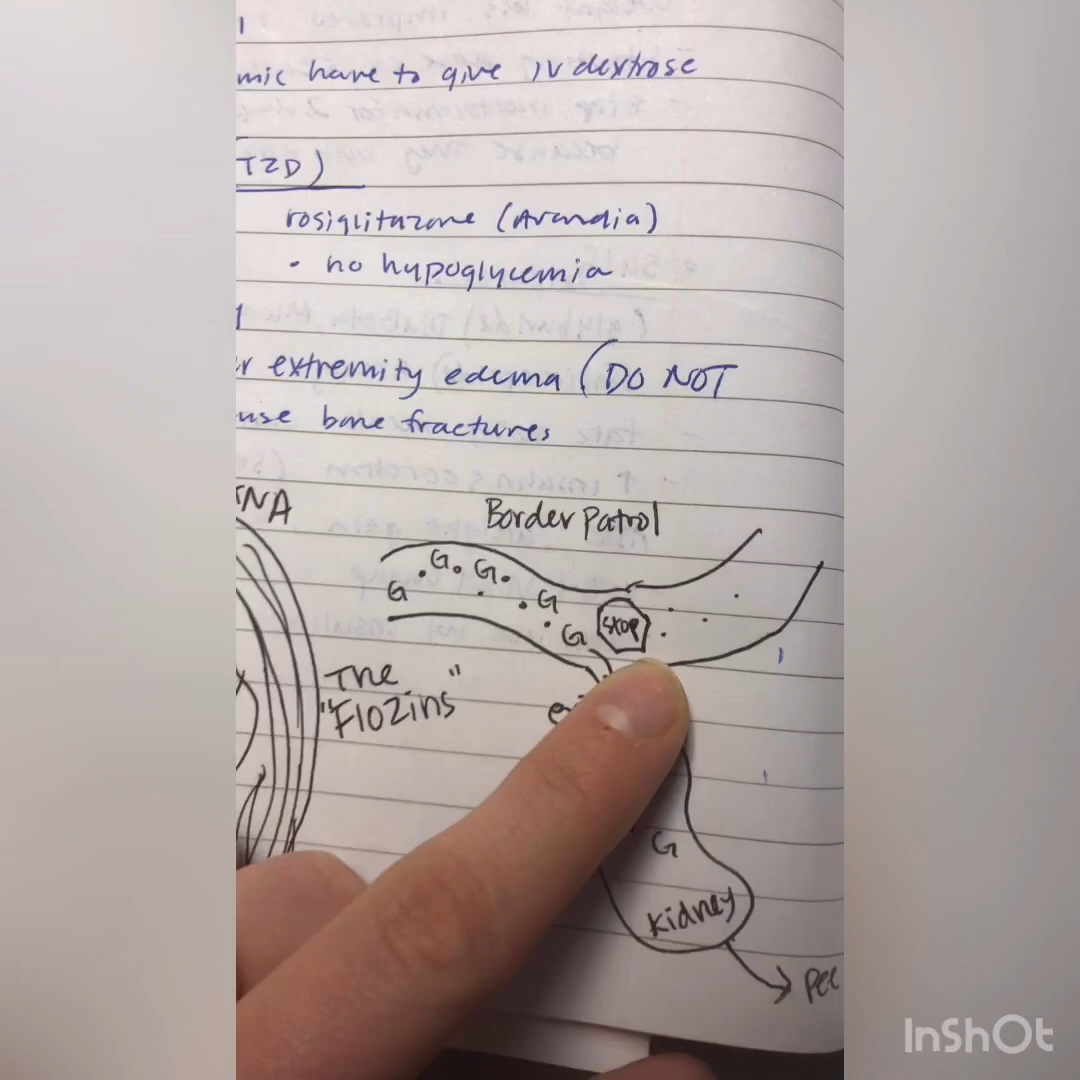 mic have to give IV dextrose
(TZD)
rosiglitazone (Avandia)
• no hypoglycemia
er extremity edema (DO NOT
use bone fractures
Border Patrol
G G G G G
STOP
The
"Flozins"
G
Kidney
Pee
InShOt